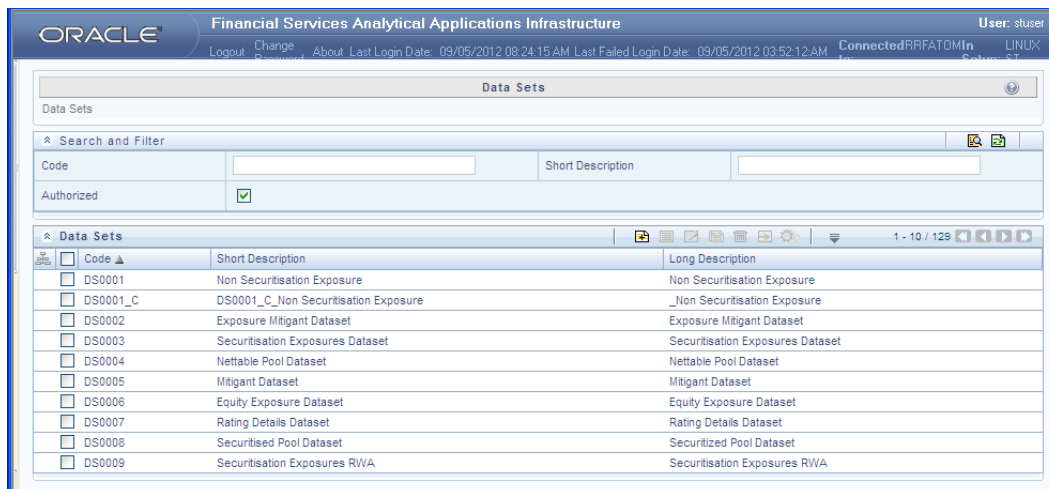 ORACLE
Financial Services Analytical Applications Infrastructure User: stuser
Logout Change About Last Login Date: 09/05/2012 08:24:15 AM Last Failed Login Date: 09/05/2012 03:52:12:AM Connected RRFATOM In LINUX
Data Sets
Data Sets
Search and Filter
Code Short Description
Authorized
Data Sets 1 - 10 / 129
Code Short Description Long Description
DS0001 Non Securitisation Exposure Non Securitisation Exposure
DS0001_C DS0001_C_Non Securitisation Exposure _Non Securitisation Exposure
DS0002 Exposure Mitigant Dataset Exposure Mitigant Dataset
DS0003 Securitisation Exposures Dataset Securitisation Exposures Dataset
DS0004 Nettable Pool Dataset Nettable Pool Dataset
DS0005 Mitigant Dataset Mitigant Dataset
DS0006 Equity Exposure Dataset Equity Exposure Dataset
DS0007 Rating Details Dataset Rating Details Dataset
DS0008 Securitised Pool Dataset Securitized Pool Dataset
DS0009 Securitisation Exposures RWA Securitisation Exposures RWA